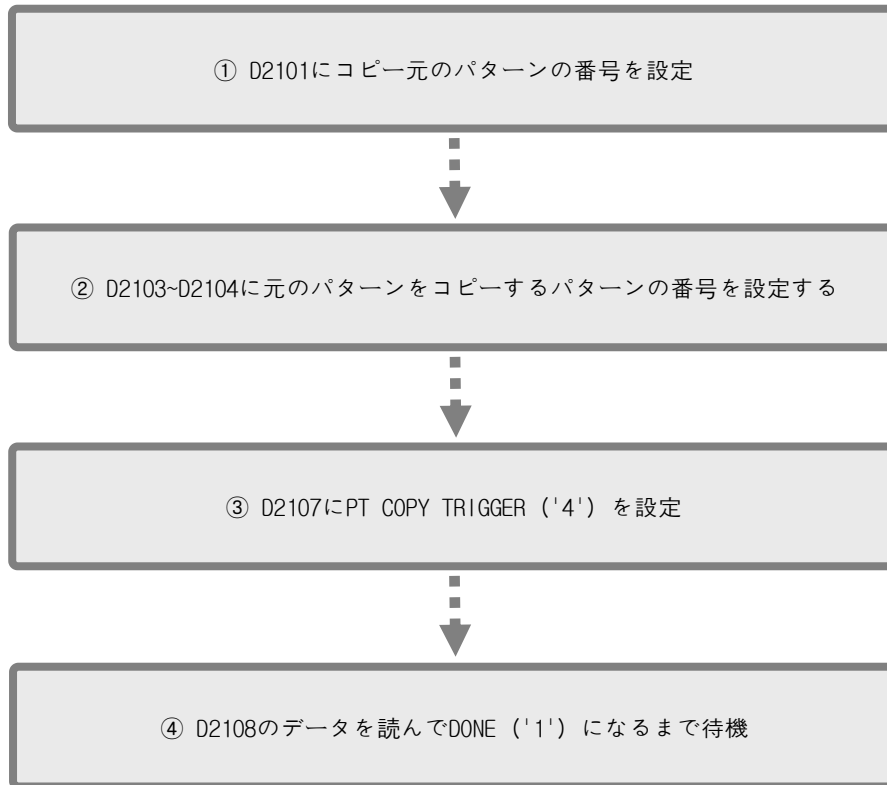 ① D2101にコピー元のパターンの番号を設定
② D2103~D2104に元のパターンをコピーするパターンの番号を設定する
③ D2107にPT COPY TRIGGER ('4') を設定
④ D2108のデータを読んでDONE ('1') になるまで待機